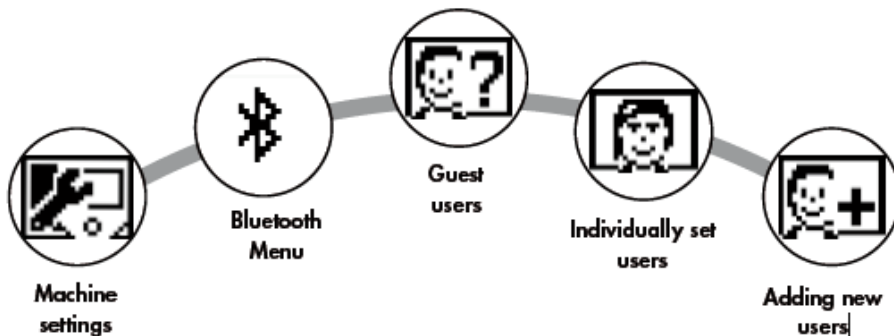 Machine
settings
Bluetooth
Menu
?
Guest
users
Individually set
users
+
Adding new
users